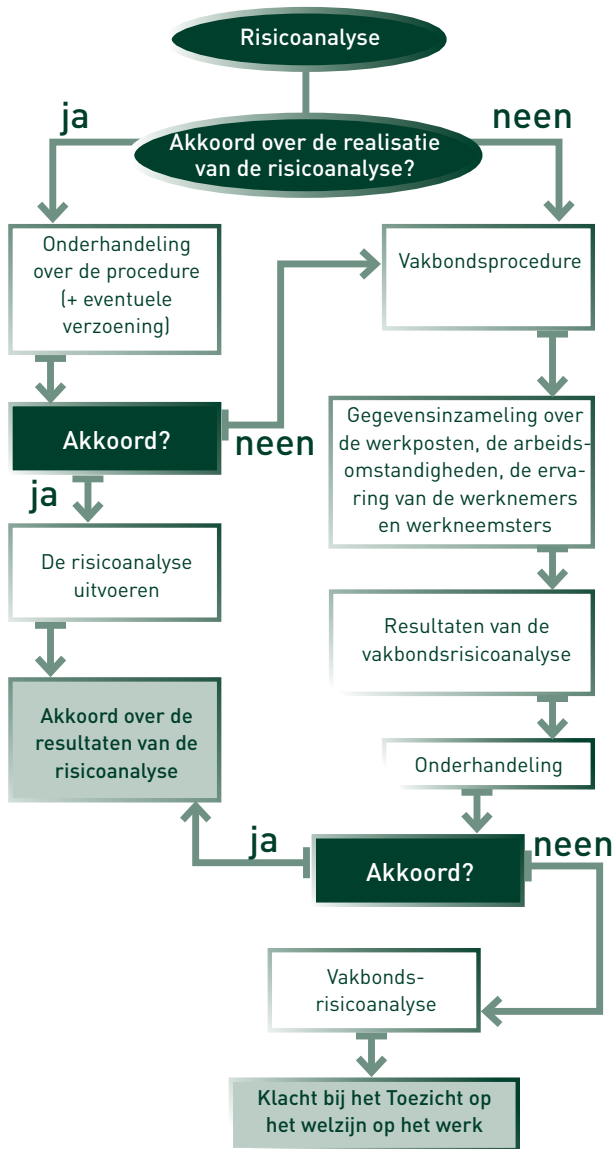 Risicoanalyse
ja
neen
Akkoord over de realisatie
van de risicoanalyse?
Onderhandeling
over de procedure
(+ eventuele
verzoening)
Vakbondsprocedure
Akkoord?
neen
ja
Gegevensinzameling over
de werkposten, de arbeids-
omstandigheden, de erva-
ring van de werknemers
en werkneemsters
De risicoanalyse
uitvoeren
Resultaten van de
vakbondsrisicoanalyse
Akkoord over de
resultaten van de
risicoanalyse
Onderhandeling
ja
neen
Akkoord?
Vakbonds-
risicoanalyse
Klacht bij het Toezicht op
het welzijn op het werk